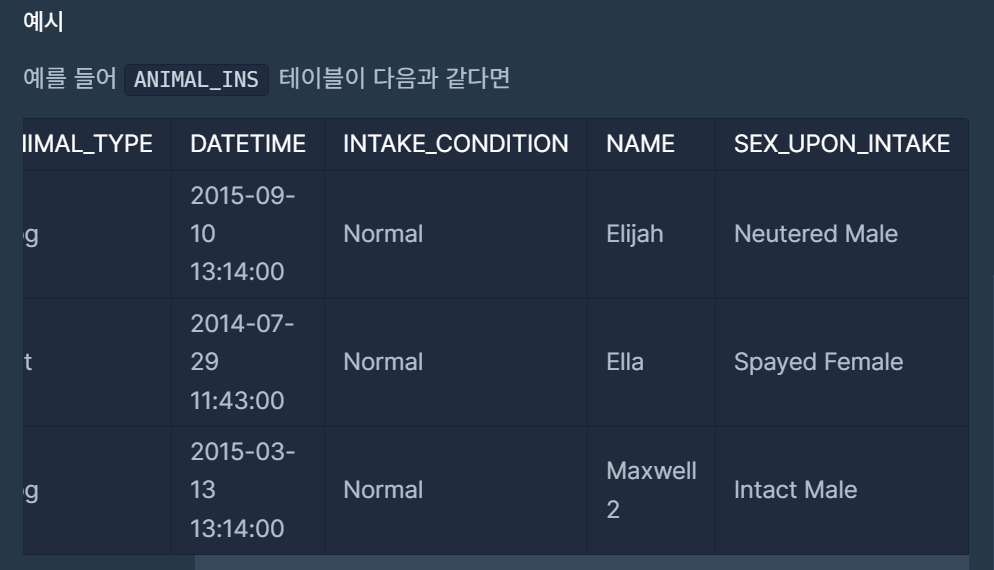 예시
예를 들어 ANIMAL_INS 테이블이 다음과 같다면
DATETIME INTAKE_CONDITION NAME SEX_UPON_INTAKE
2015-09-
10 Normal Elijah Neutered Male
13:14:00
2014-07-
29 Normal Ella Spayed Female
11:43:00
2015-03-
13 Normal Maxwell 2 Intact Male
13:14:00